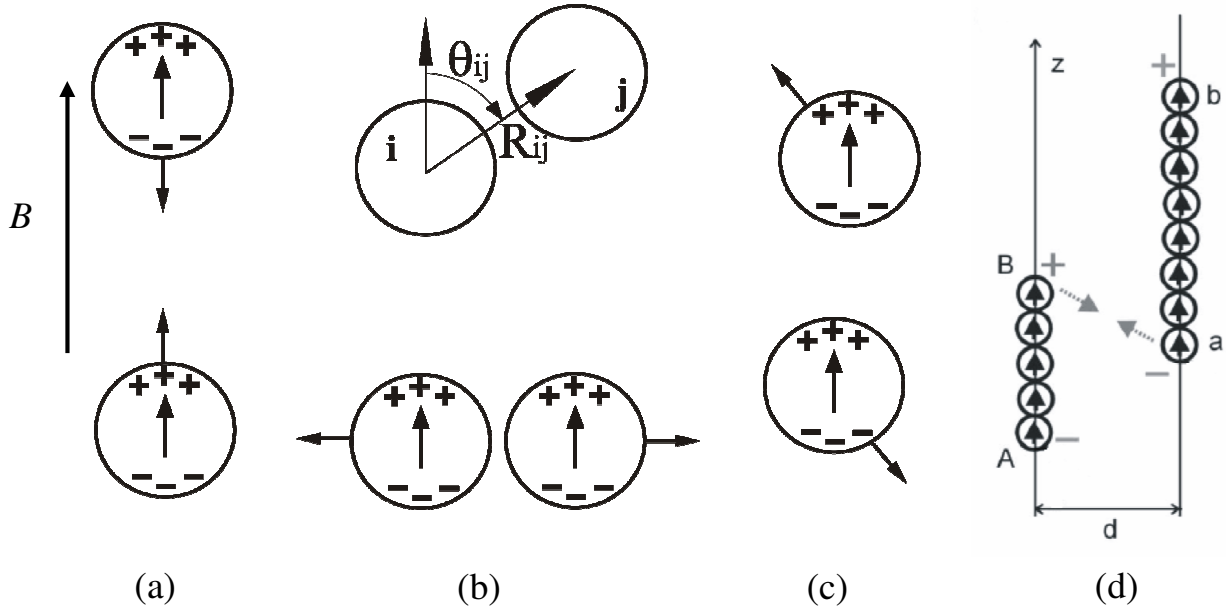 B
+ + +
− − −
+ + +
− − −
(a)
θij
i
j
Rij
+ + +
− − −
+ + +
− − −
(b)
+ + +
− − −
+ + +
− − −
(c)
z
+
b
B
+
a
−
A
−
d
(d)